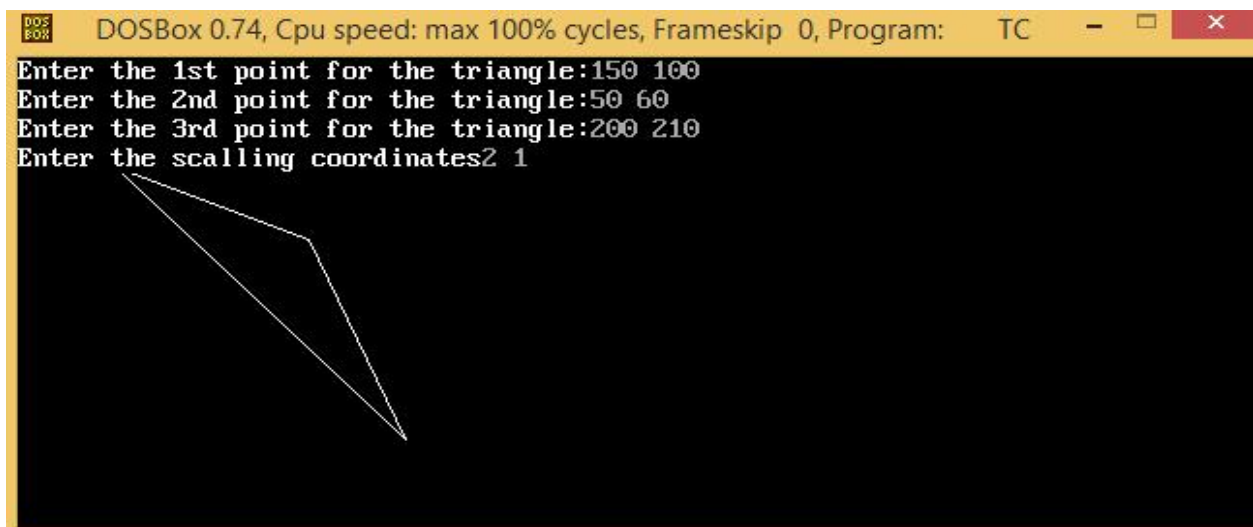 DOS BOX
DOSBox 0.74, Cpu speed: max 100% cycles, Frameskip 0, Program: TC
Enter the 1st point for the triangle:150 100
Enter the 2nd point for the triangle:50 60
Enter the 3rd point for the triangle:200 210
Enter the scalling coordinates2 1